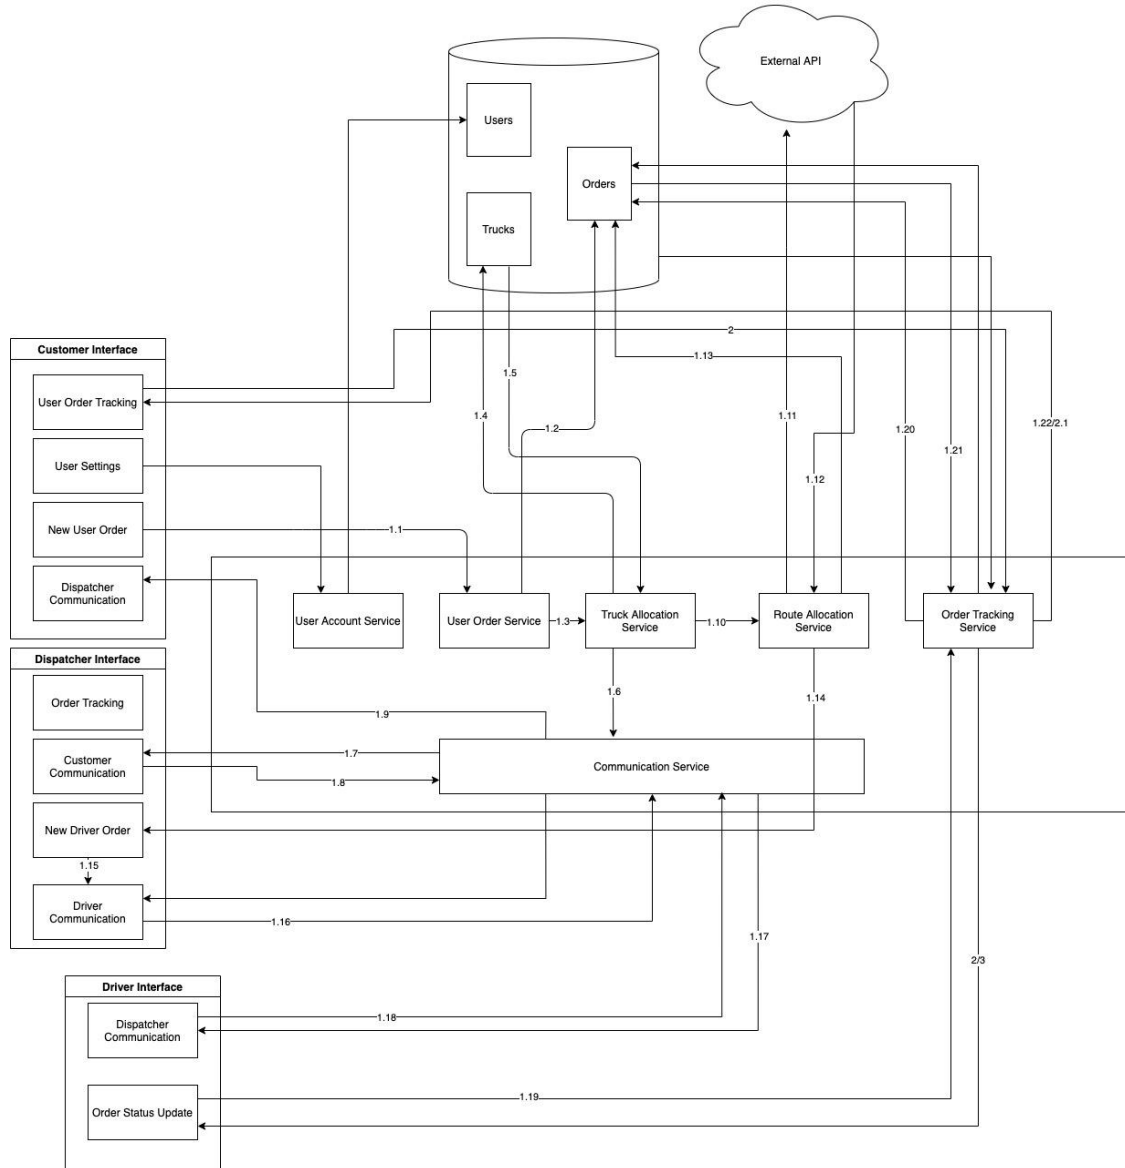 External API
Users
Orders
Trucks
2
1.13
Customer Interface
User Order Tracking
1.5
1.4
1.11
1.22/2.1
1.2
1.20
1.21
User Settings
1.12
New User Order
1.1
Dispatcher
Communication
User Account Service
User Order Service
1.3
Truck Allocation
Service
1.10
Route Allocation
Service
Order Tracking
Service
Dispatcher Interface
Order Tracking
1.6
1.14
1.9
Customer
Communication
1.7
1.8
Communication Service
New Driver Order
1.15
Driver
Communication
1.16
1.17
2/3
Driver Interface
Dispatcher
Communication
1.18
Order Status Update
1.19